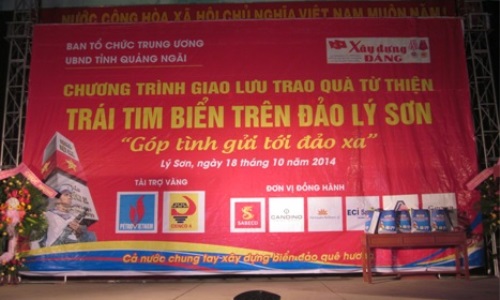 NƯỚC CỘNG HÒA XÃ HỘI CHỦ NGHĨA VIỆT NAM MUÔN NĂM
BAN TỔ CHỨC TRUNG ƯƠNG
UBND TỈNH QUẢNG NGÃI
Xây dựng
ĐẢNG
CHƯƠNG TRÌNH GIAO LƯU TRAO QUÀ TỪ THIỆN
TRÁI TIM BIỂN TRÊN ĐẢO LÝ SƠN
"Góp tình gửi tới đảo xa"
Lý Sơn, ngày 18 tháng 10 năm 2014
TÀI TRỢ VÀNG
ĐƠN VỊ ĐỒNG HÀNH
PETROVIETNAM
SABECO
Cả nước chung tay xây dựng biển đảo quê